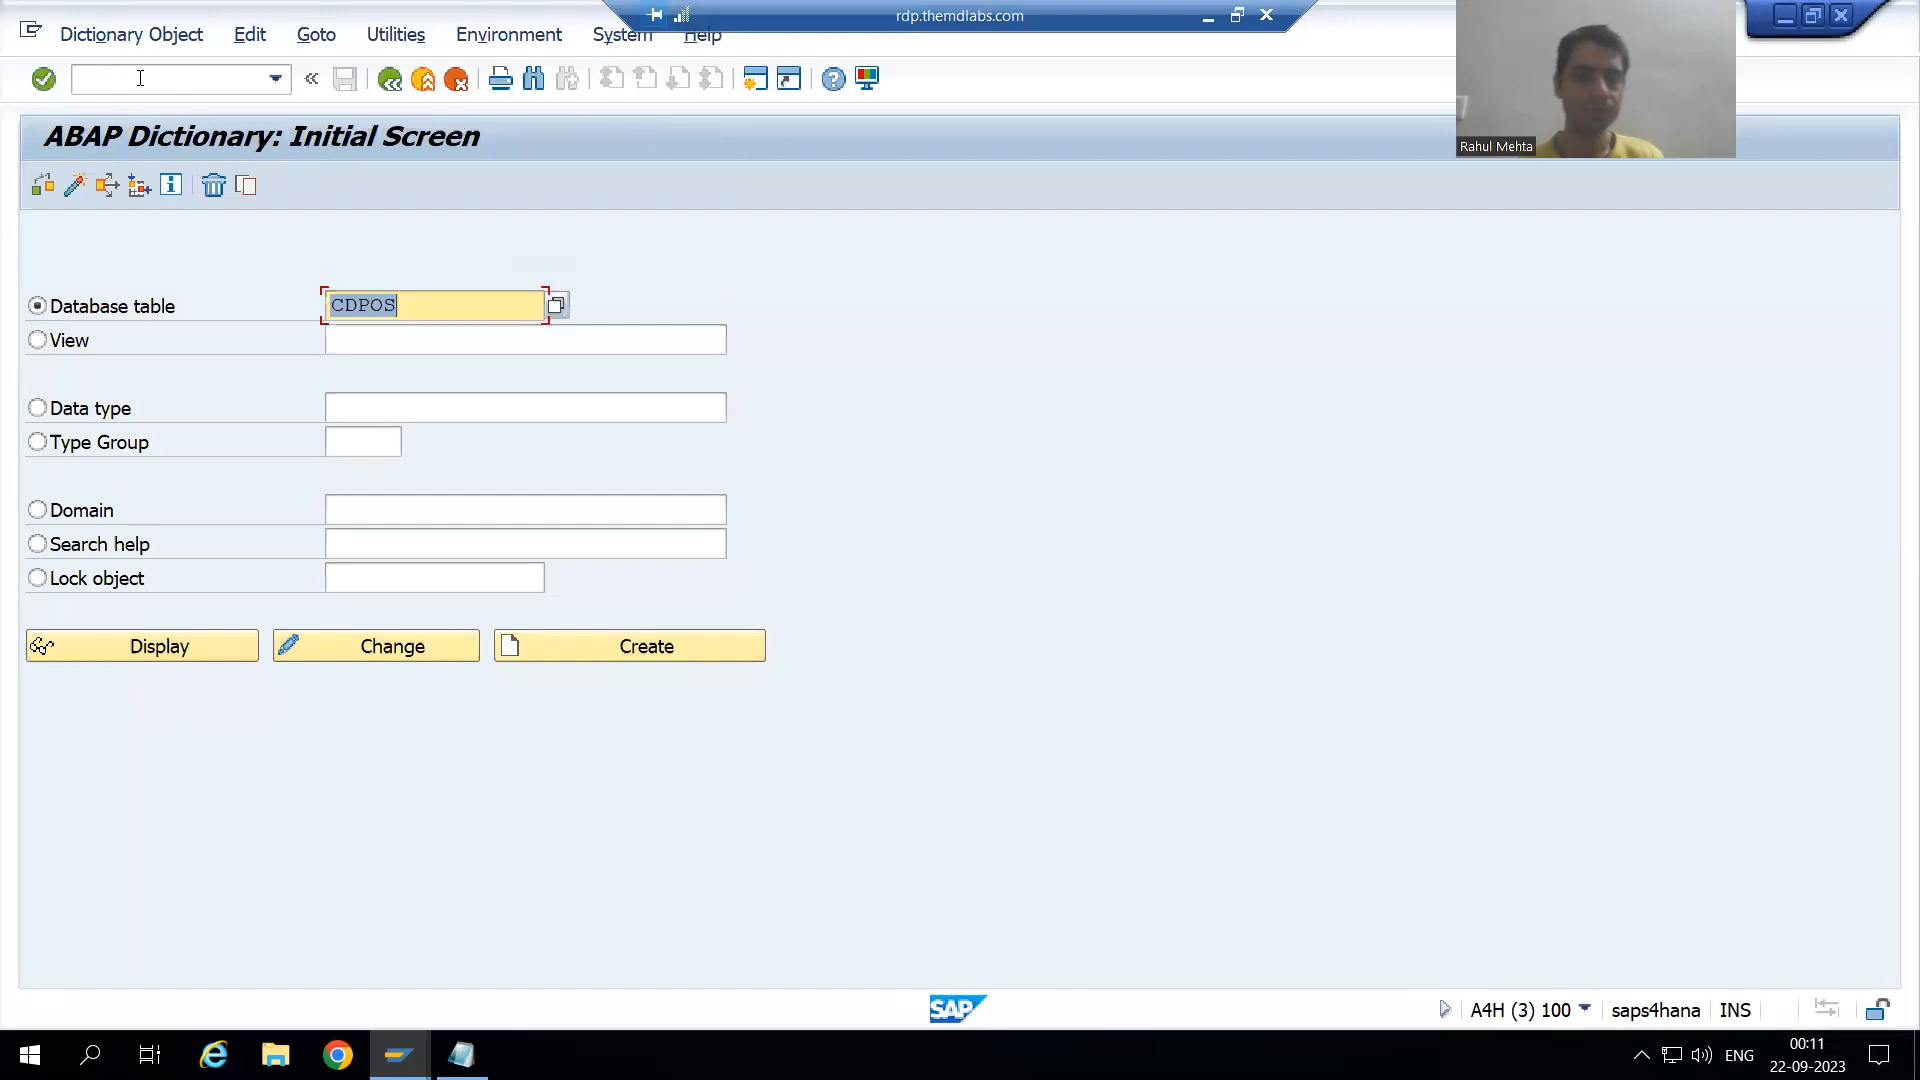 rdp.themdlabs.com
Dictionary Object Edit Goto Utilities Environment System Help
Rahul Mehta
ABAP Dictionary: Initial Screen
Database table CDPOS
View
Data type
Type Group
Domain
Search help
Lock object
Display Change Create
SAP A4H (3) 100 saps4hana INS
ENG
00:11
22-09-2023